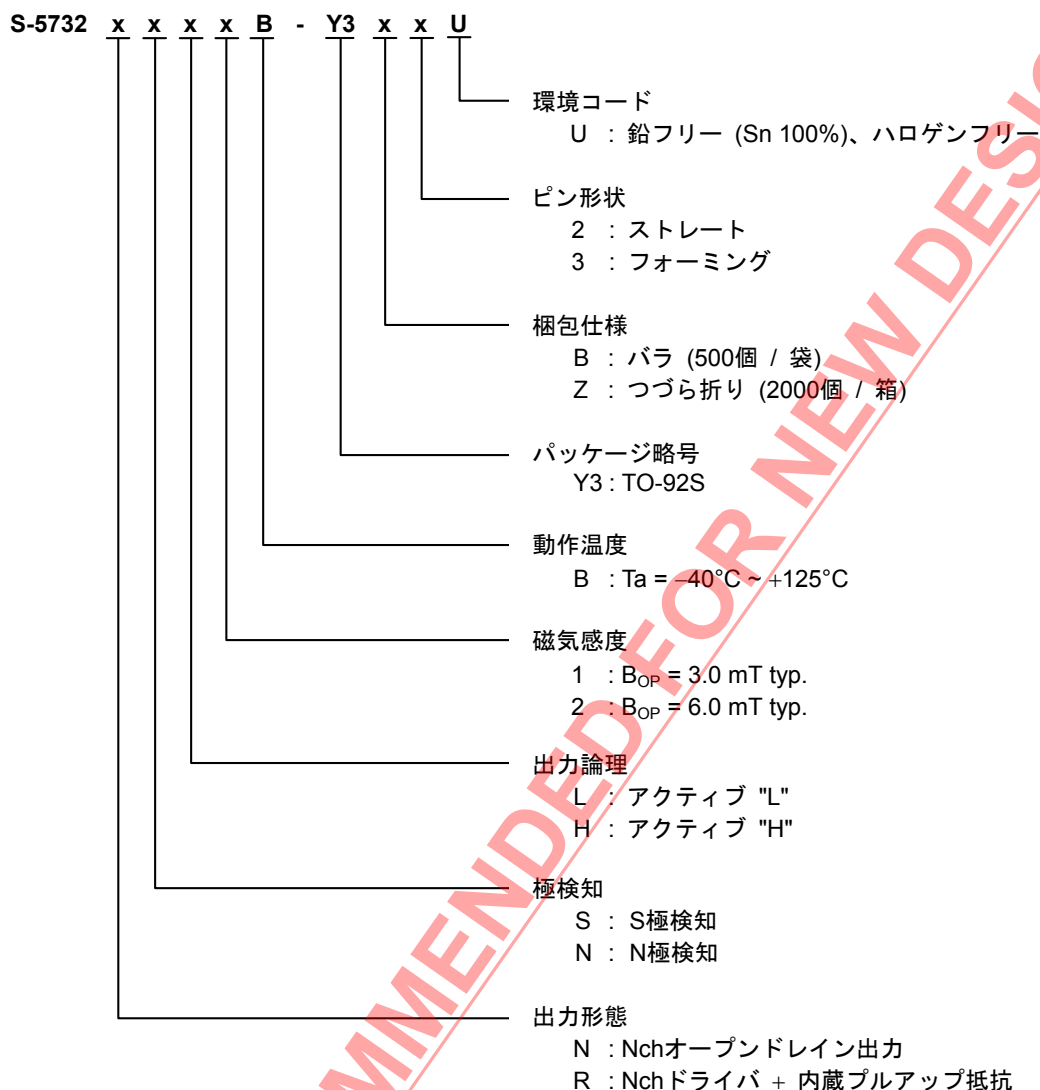 S-5732 x x x x B - Y3 x x U
環境コード
U : 鉛フリー (Sn 100%)、ハロゲンフリー
ピン形状
2 : ストレート
3 : フォーミング
梱包仕様
B : バラ (500個 / 袋)
Z : つづら折り (2000個 / 箱)
パッケージ略号
Y3 : TO-92S
動作温度
B : Ta = −40°C ~ +125°C
磁気感度
1 : BOP = 3.0 mT typ.
2 : BOP = 6.0 mT typ.
出力論理
L : アクティブ "L"
H : アクティブ "H"
極検知
S : S極検知
N : N極検知
出力形態
N : Nchオープンドレイン出力
R : Nchドライバ + 内蔵プルアップ抵抗
MMENDED FOR NEW DESIG